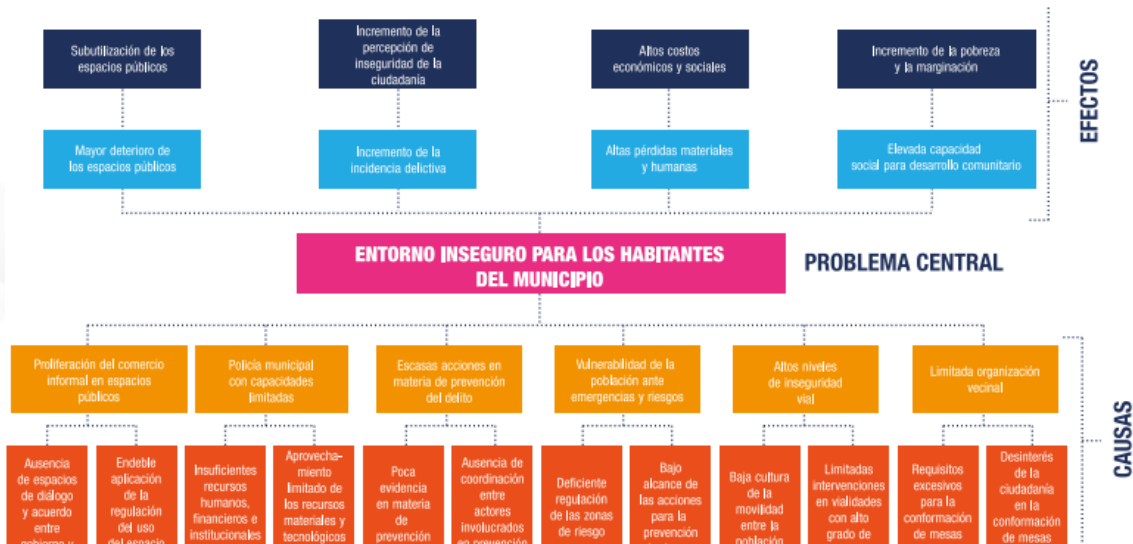 Subutilización de los
espacios públicos
Incremento de la
percepción de
inseguridad de la
ciudadanía
Altos costos
económicos y sociales
Incremento de la pobreza
y la marginación
EFECTOS
Mayor deterioro de
los espacios públicos
Incremento de la
incidencia delictiva
Altas pérdidas materiales
y humanas
Elevada capacidad
social para desarrollo comunitario
ENTORNO INSEGURO PARA LOS HABITANTES
DEL MUNICIPIO
PROBLEMA CENTRAL
Proliferación del comercio
informal en espacios
públicos
Policía municipal
con capacidades
limitadas
Escasas acciones en
materia de prevención
del delito
Vulnerabilidad de la
población ante
emergencias y riesgos
Altos niveles
de inseguridad
vial
Limitada organización
vecinal
CAUSAS
Ausencia
de espacios
de diálogo
y acuerdo
entre
gobierno y
Endeble
aplicación
de la
regulación
del uso
del espacio
Insuficientes
recursos
humanos,
financieros e
institucionales
Aprovecha-
miento
limitado de
los recursos
materiales y
tecnológicos
Poca
evidencia
en materia
de
prevención
Ausencia de
coordinación
entre
actores
involucrados
en prevención
Deficiente
regulación
de las zonas
de riesgo
Bajo
alcance de
las acciones
para la
prevención
Baja cultura
de la
movilidad
entre la
población
Limitadas
intervenciones
en vialidades
con alto
grado de
Requisitos
excesivos
para la
conformación
de mesas
Desinterés
de la
ciudadanía
en la
conformación
de mesas